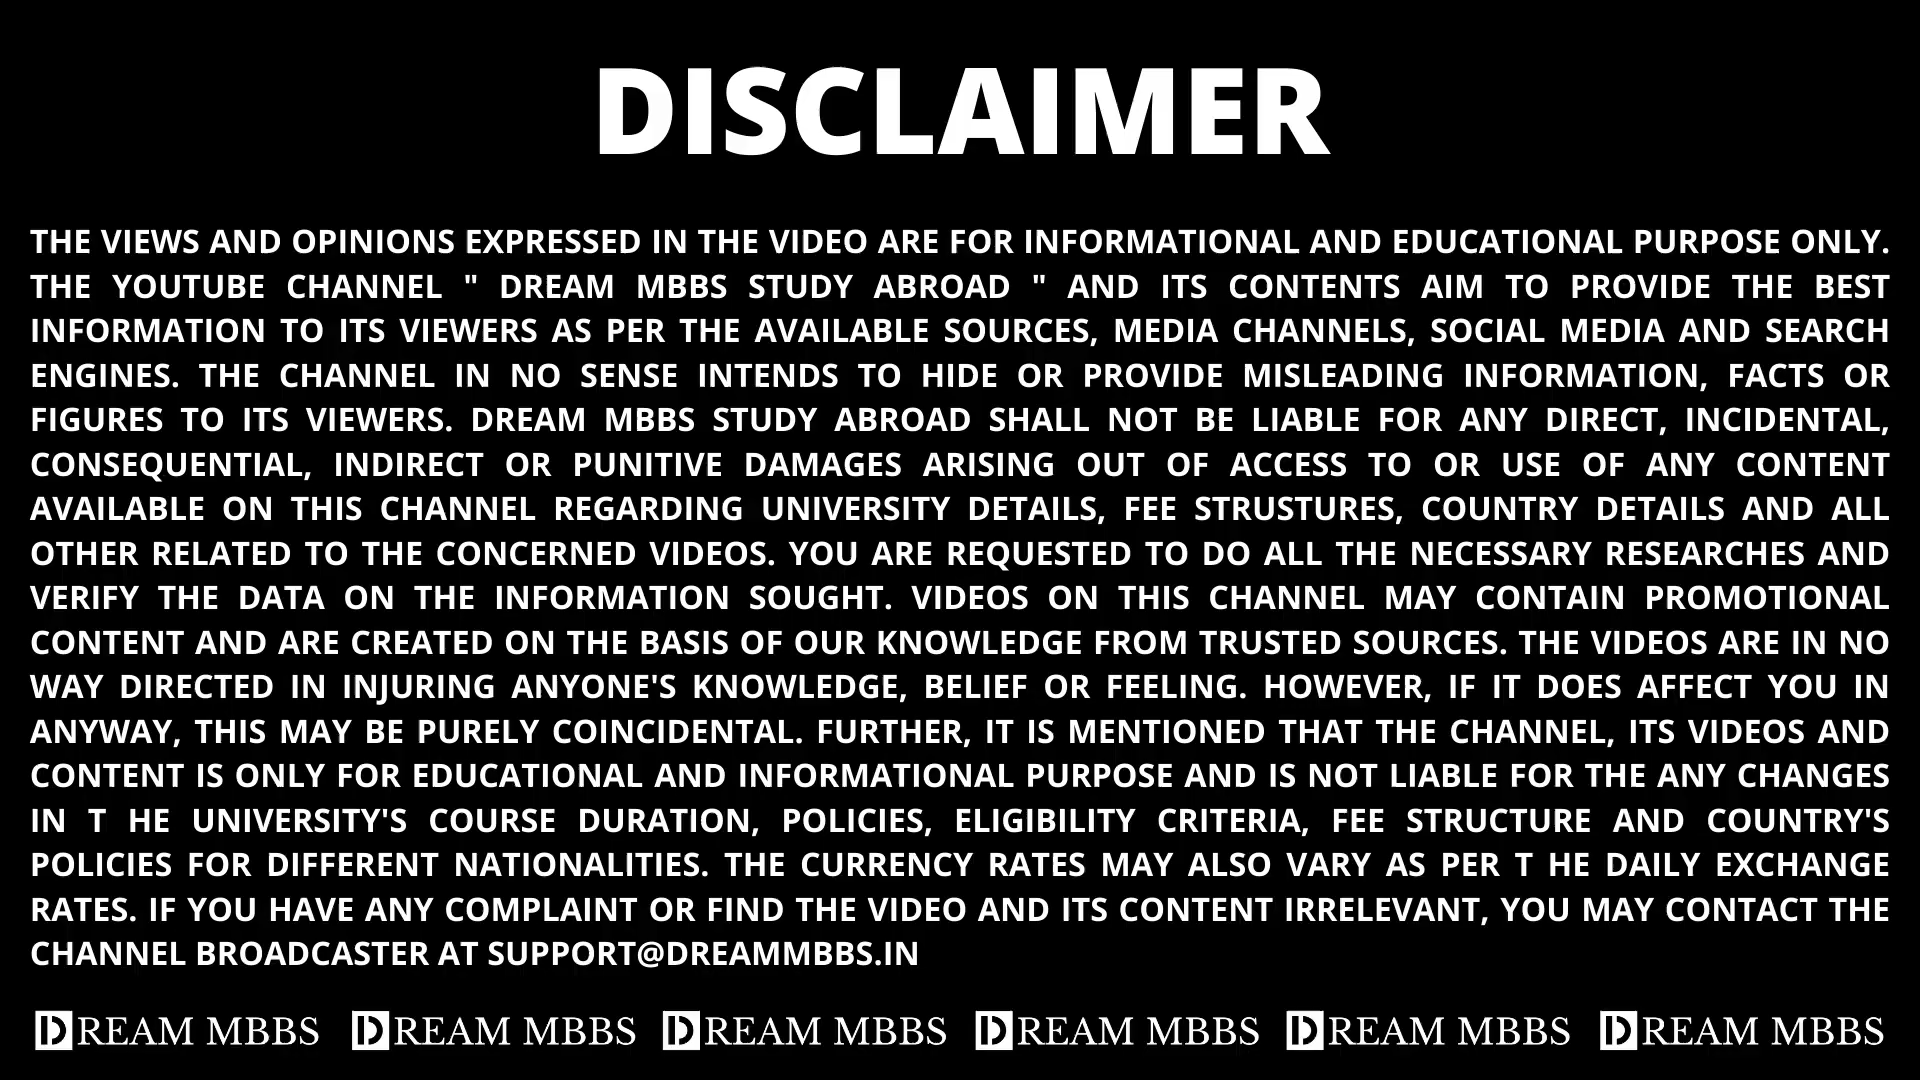 DISCLAIMER
THE VIEWS AND OPINIONS EXPRESSED IN THE VIDEO ARE FOR INFORMATIONAL AND EDUCATIONAL PURPOSE ONLY.
THE YOUTUBE CHANNEL " DREAM MBBS STUDY ABROAD " AND ITS CONTENTS AIM TO PROVIDE THE BEST
INFORMATION TO ITS VIEWERS AS PER THE AVAILABLE SOURCES, MEDIA CHANNELS, SOCIAL MEDIA AND SEARCH
ENGINES. THE CHANNEL IN NO SENSE INTENDS TO HIDE OR PROVIDE MISLEADING INFORMATION, FACTS OR
FIGURES TO ITS VIEWERS. DREAM MBBS STUDY ABROAD SHALL NOT BE LIABLE FOR ANY DIRECT, INCIDENTAL,
CONSEQUENTIAL, INDIRECT OR PUNITIVE DAMAGES ARISING OUT OF ACCESS TO OR USE OF ANY CONTENT
AVAILABLE ON THIS CHANNEL REGARDING UNIVERSITY DETAILS, FEE STRUSTURES, COUNTRY DETAILS AND ALL
OTHER RELATED TO THE CONCERNED VIDEOS. YOU ARE REQUESTED TO DO ALL THE NECESSARY RESEARCHES AND
VERIFY THE DATA ON THE INFORMATION SOUGHT. VIDEOS ON THIS CHANNEL MAY CONTAIN PROMOTIONAL
CONTENT AND ARE CREATED ON THE BASIS OF OUR KNOWLEDGE FROM TRUSTED SOURCES. THE VIDEOS ARE IN NO
WAY DIRECTED IN INJURING ANYONE'S KNOWLEDGE, BELIEF OR FEELING. HOWEVER, IF IT DOES AFFECT YOU IN
ANYWAY, THIS MAY BE PURELY COINCIDENTAL. FURTHER, IT IS MENTIONED THAT THE CHANNEL, ITS VIDEOS AND
CONTENT IS ONLY FOR EDUCATIONAL AND INFORMATIONAL PURPOSE AND IS NOT LIABLE FOR THE ANY CHANGES
IN T HE UNIVERSITY'S COURSE DURATION, POLICIES, ELIGIBILITY CRITERIA, FEE STRUCTURE AND COUNTRY'S
POLICIES FOR DIFFERENT NATIONALITIES. THE CURRENCY RATES MAY ALSO VARY AS PER T HE DAILY EXCHANGE
RATES. IF YOU HAVE ANY COMPLAINT OR FIND THE VIDEO AND ITS CONTENT IRRELEVANT, YOU MAY CONTACT THE
CHANNEL BROADCASTER AT SUPPORT@DREAMMBBS.IN
DREAM MBBS DREAM MBBS DREAM MBBS DREAM MBBS DREAM MBBS DREAM MBBS